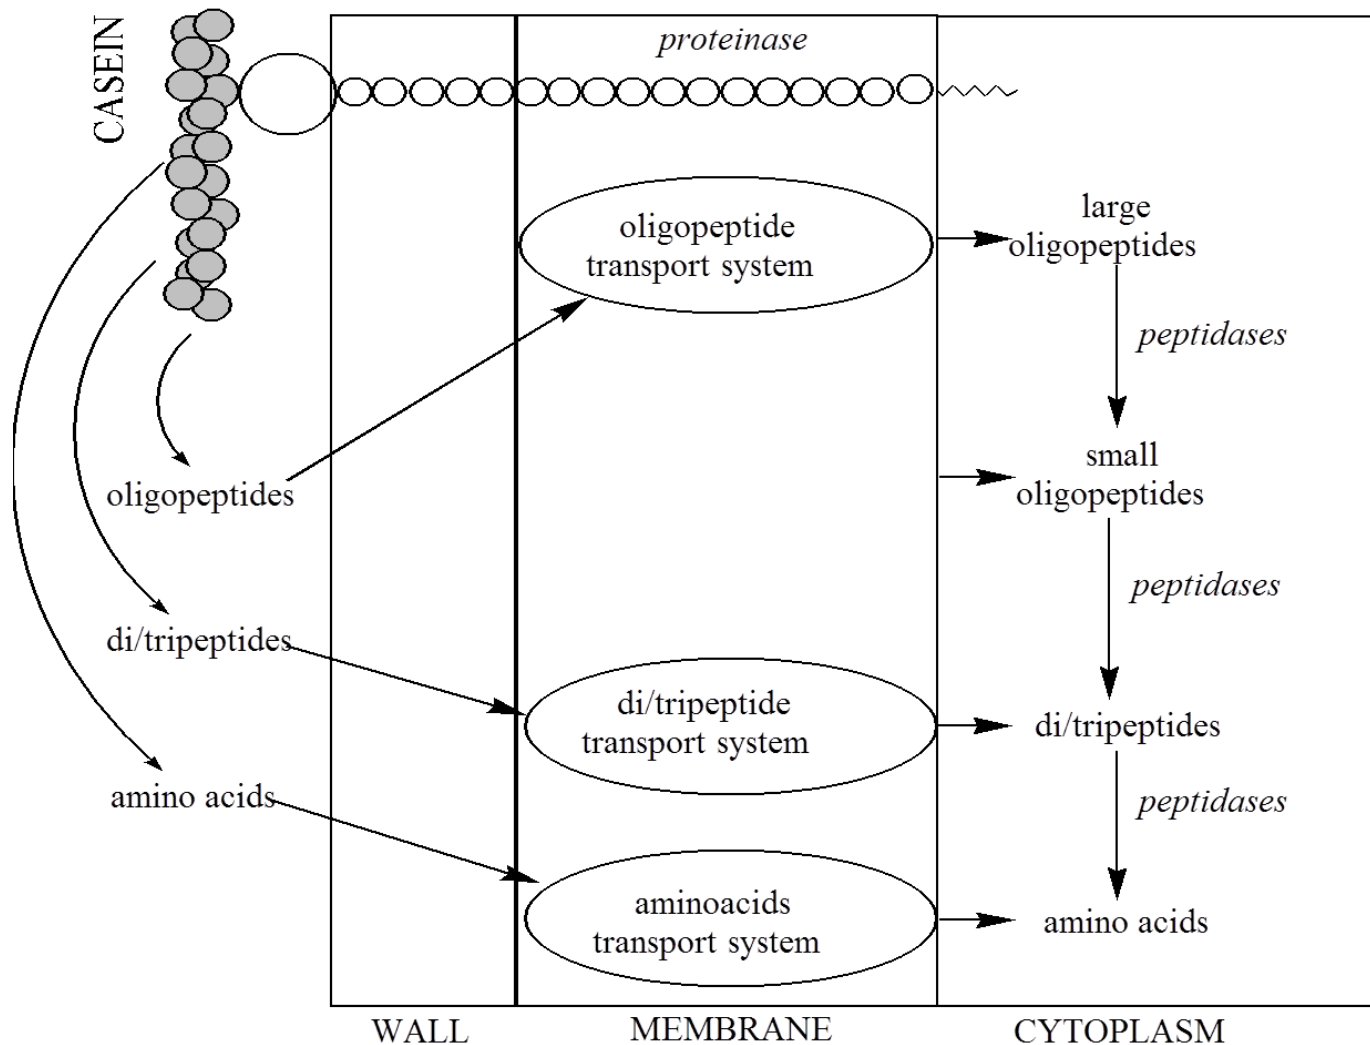 CASEIN
proteinase
oligopeptide
transport system
large
oligopeptides
peptidases
small
oligopeptides
oligopeptides
peptidases
di/tripeptides
di/tripeptide
transport system
di/tripeptides
peptidases
amino acids
aminoacids
transport system
amino acids
WALL
MEMBRANE
CYTOPLASM